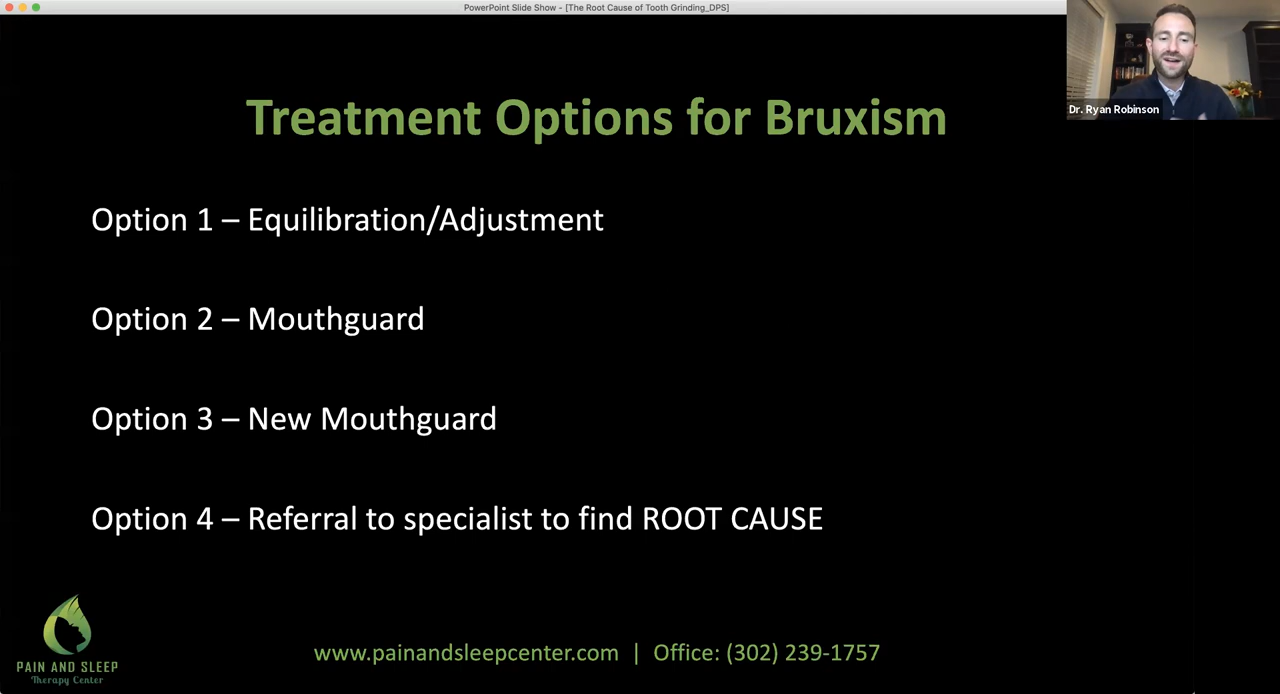 PowerPoint Slide Show - [The Root Cause of Tooth Grinding_DPS]
Dr. Ryan Robinson
Treatment Options for Bruxism
Option 1 – Equilibration/Adjustment
Option 2 – Mouthguard
Option 3 – New Mouthguard
Option 4 – Referral to specialist to find ROOT CAUSE
PAIN AND SLEEP
Therapy Center
www.painandsleepcenter.com | Office: (302) 239-1757